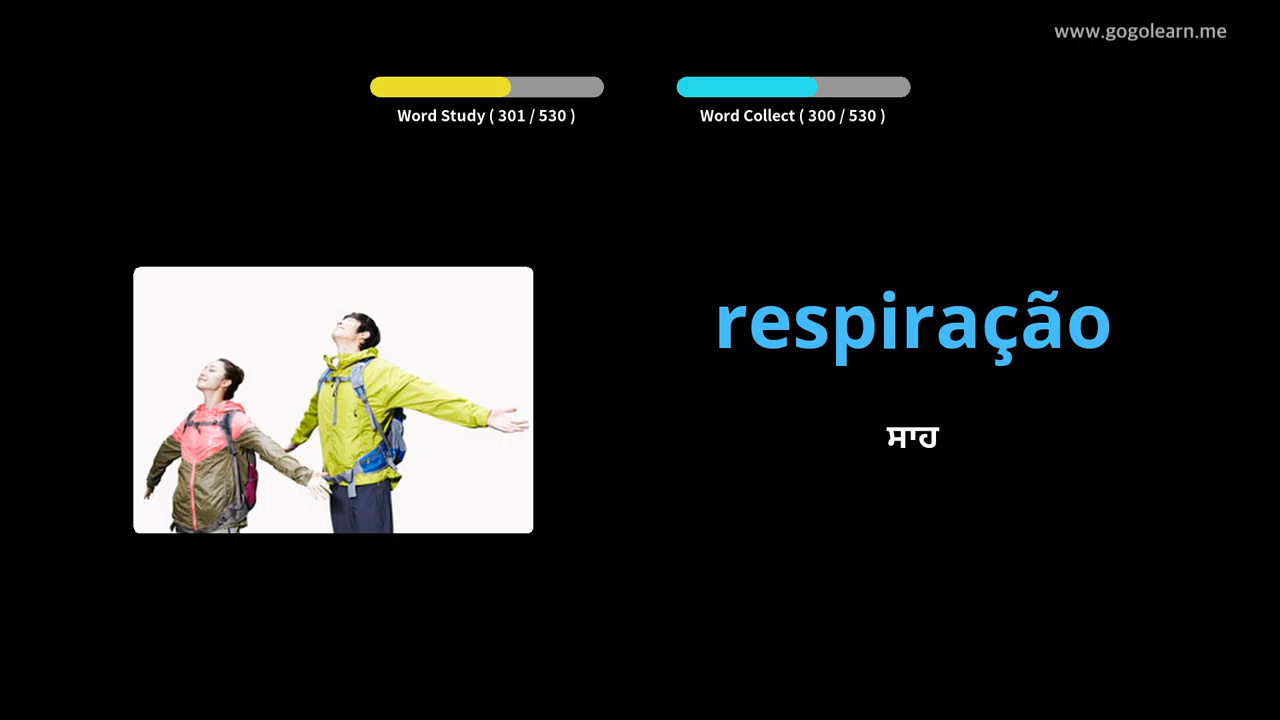 www.gogolearn.me
Word Study ( 301 / 530 )
Word Collect ( 300 / 530 )
respiração
ਸਾਹ